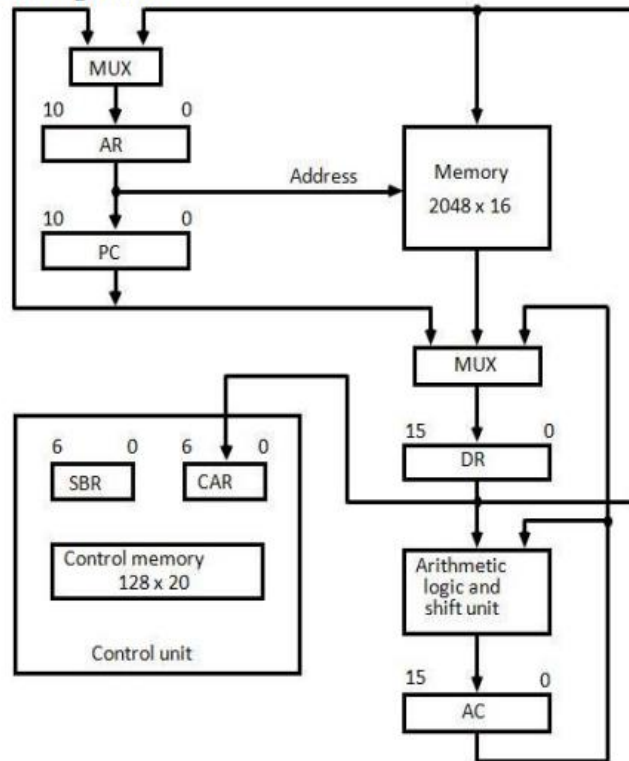 MUX
10 0
AR
Address
Memory
2048 x 16
10 0
PC
MUX
15 0
DR
6 0 6 0
SBR CAR
Control memory
128 x 20
Control unit
Arithmetic
logic and
shift unit
15 0
AC